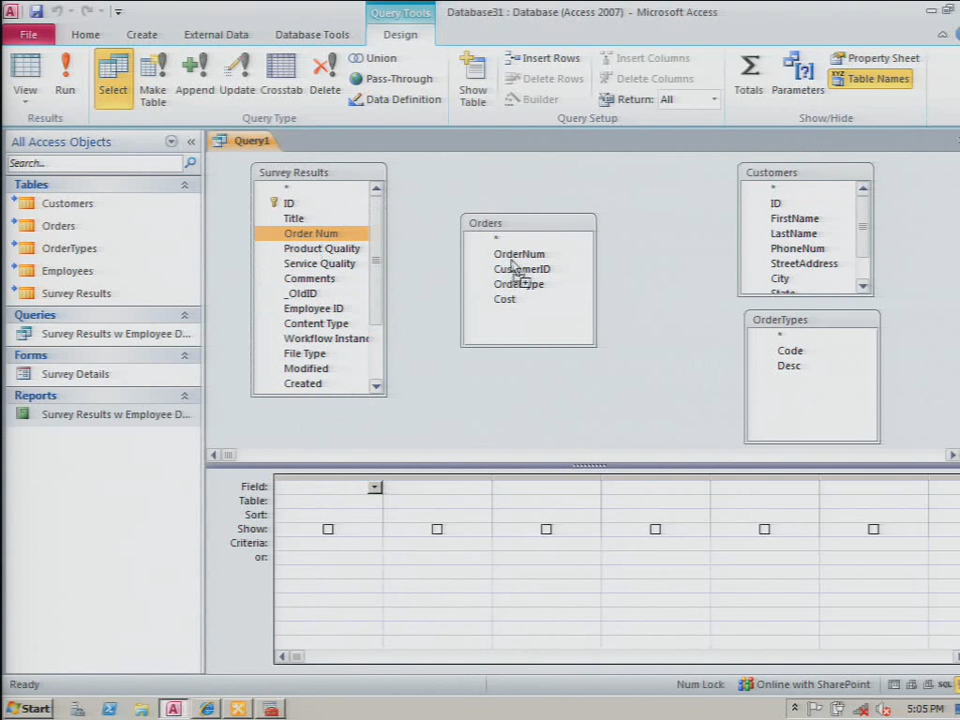 Query Tools
Database31 : Database (Access 2007) - Microsoft Access
File Home Create External Data Database Tools Design
View
Run
Select
Make Table
Append
Update
Crosstab
Delete
Union
Pass-Through
Data Definition
Show Table
Insert Rows
Delete Rows
Builder
Insert Columns
Delete Columns
Return: All
Totals
Parameters
Property Sheet
XYZ Table Names
Results
Query Type
Query Setup
Show/Hide
All Access Objects
Search...
Tables
Customers
Orders
OrderTypes
Employees
Survey Results
Queries
Survey Results w Employee D...
Forms
Survey Details
Reports
Survey Results w Employee D...
Query1
Survey Results
*
ID
Title
Order Num
Product Quality
Service Quality
Comments
_OldID
Employee ID
Content Type
Workflow Instanc
File Type
Modified
Created
Orders
*
OrderNum
CustomerID
OrderType
Cost
Customers
*
ID
FirstName
LastName
PhoneNum
StreetAddress
City
State
OrderTypes
*
Code
Desc
Field:
Table:
Sort:
Show:
Criteria:
or:
Ready
Num Lock
Online with SharePoint
SQL
Start
5:05 PM